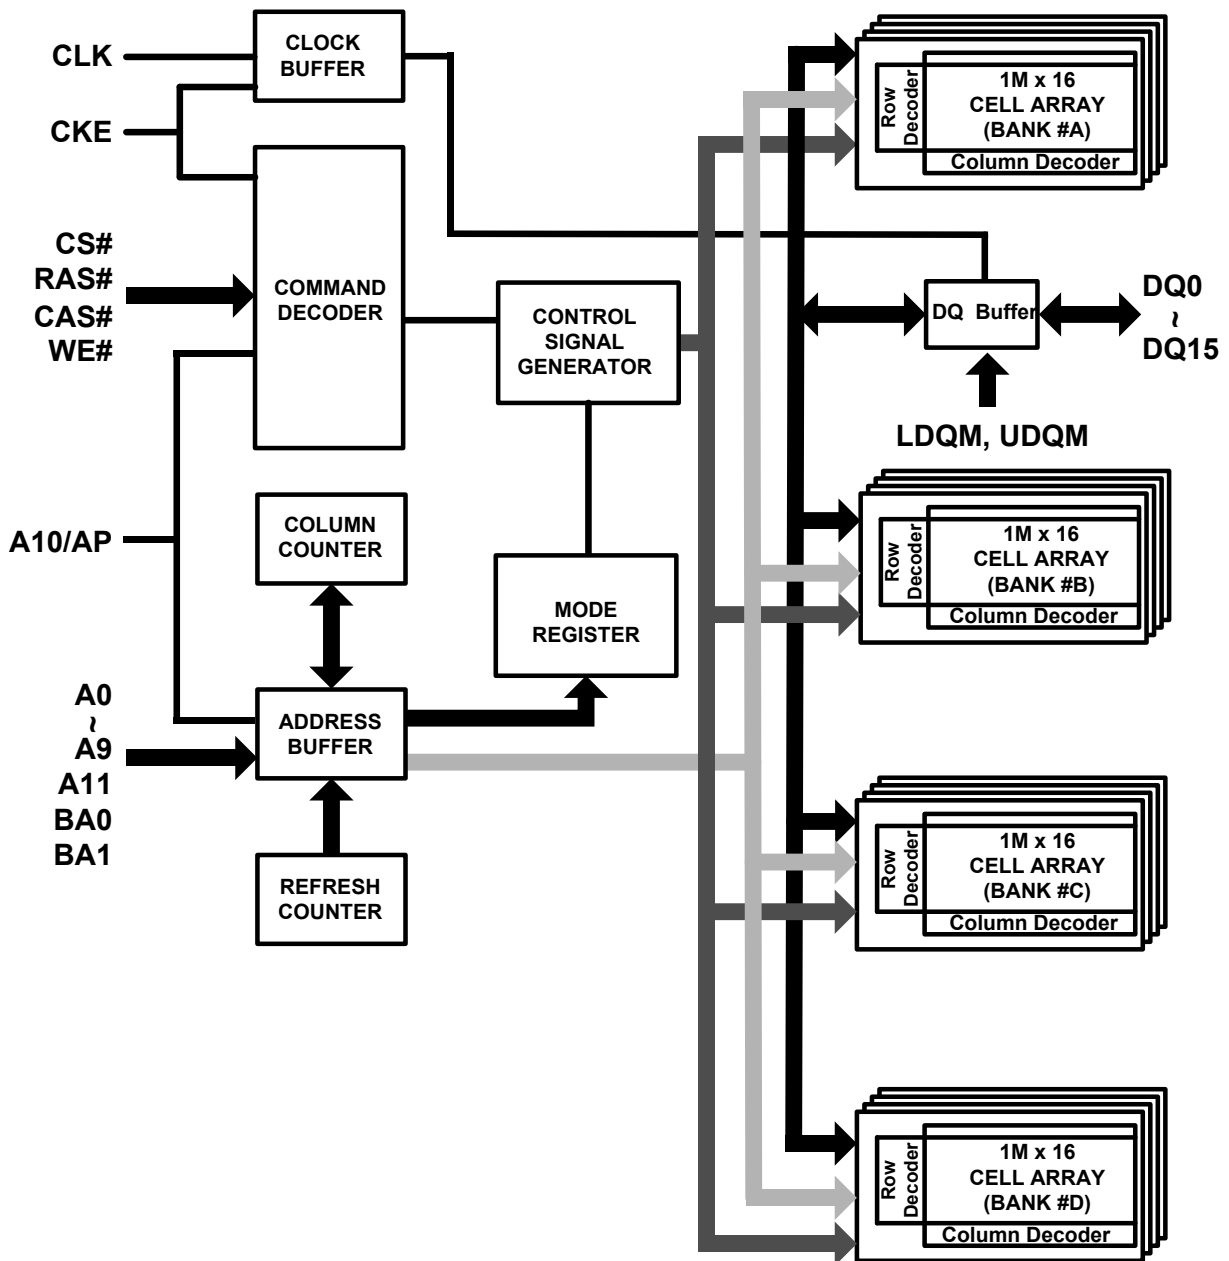 CLK
CKE
CLOCK
BUFFER
CS#
RAS#
CAS#
WE#
COMMAND
DECODER
CONTROL
SIGNAL
GENERATOR
A10/AP
COLUMN
COUNTER
MODE
REGISTER
A0
~
A9
A11
BA0
BA1
ADDRESS
BUFFER
REFRESH
COUNTER
Row
Decoder
1M x 16
CELL ARRAY
(BANK #A)
Column Decoder
DQ Buffer
DQ0
~
DQ15
LDQM, UDQM
Row
Decoder
1M x 16
CELL ARRAY
(BANK #B)
Column Decoder
Row
Decoder
1M x 16
CELL ARRAY
(BANK #C)
Column Decoder
Row
Decoder
1M x 16
CELL ARRAY
(BANK #D)
Column Decoder